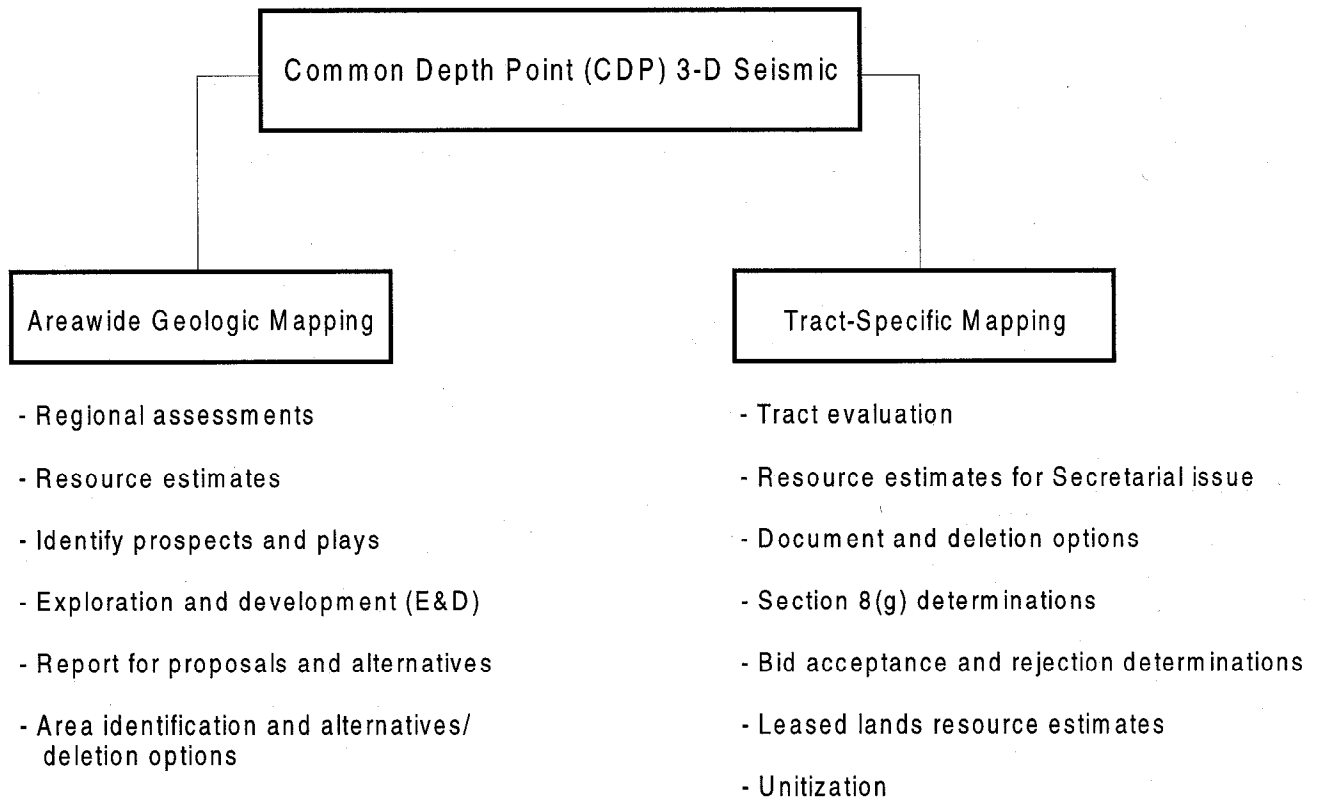 Common Depth Point (CDP) 3-D Seismic
Areawide Geologic Mapping
- Regional assessments
- Resource estimates
- Identify prospects and plays
- Exploration and development (E&D)
- Report for proposals and alternatives
- Area identification and alternatives/
deletion options
Tract-Specific Mapping
- Tract evaluation
- Resource estimates for Secretarial issue
- Document and deletion options
- Section 8(g) determinations
- Bid acceptance and rejection determinations
- Leased lands resource estimates
- Unitization